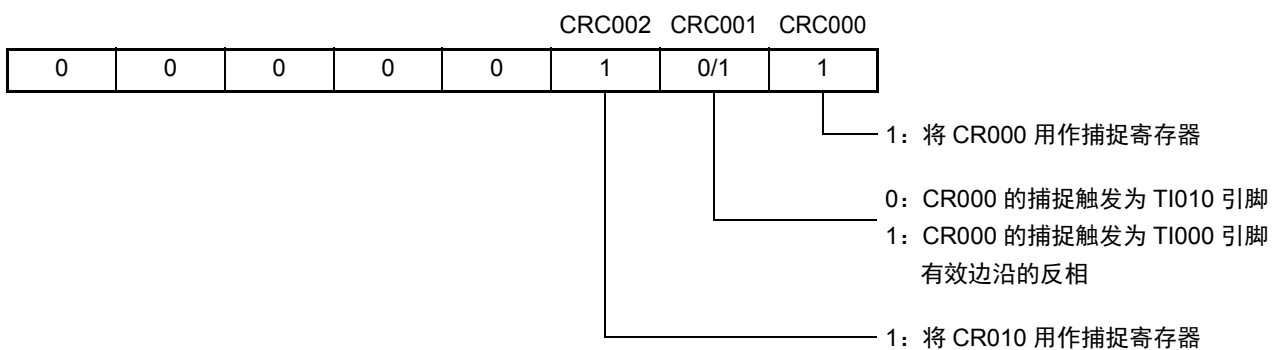 CRC002 CRC001 CRC000
0 0 0 0 0 1 0/1 1
1：将 CR000 用作捕捉寄存器
0：CR000 的捕捉触发为 TI010 引脚
1：CR000 的捕捉触发为 TI000 引脚
有效边沿的反相
1：将 CR010 用作捕捉寄存器